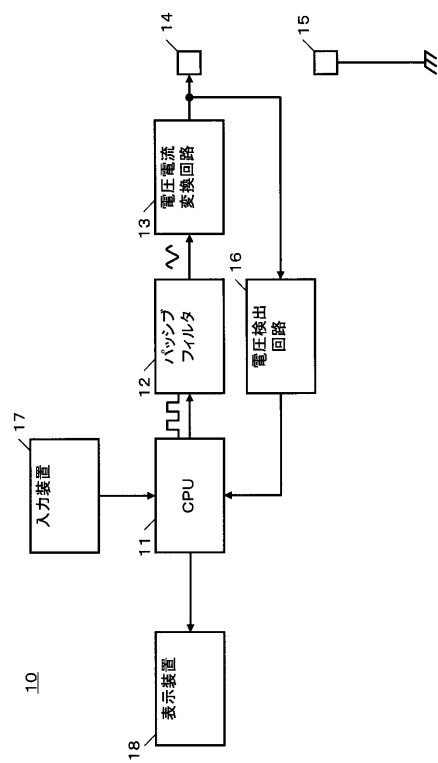 10
17
入力装置
11
CPU
12
パッシブ
フィルタ
13
電圧電流
変換回路
14
15
16
電圧検出
回路
18
表示装置